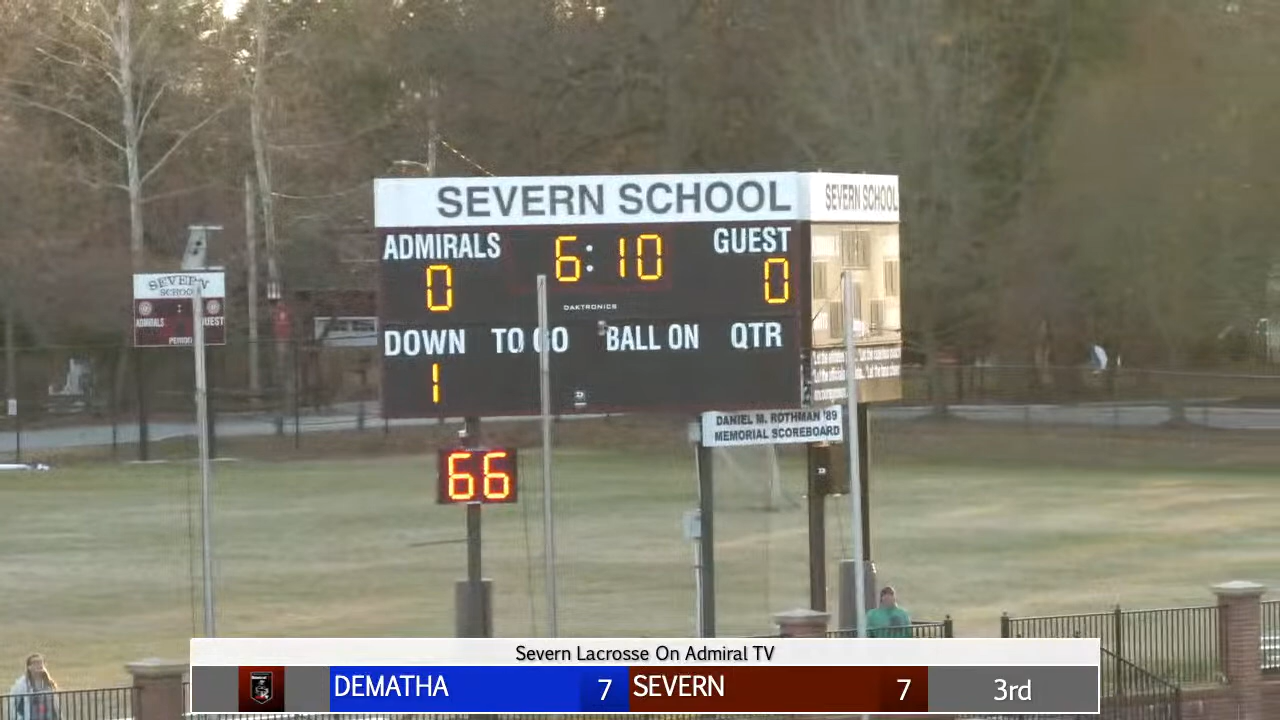 SEVERN SCHOOL
SEVERN SCHOOL
ADMIRALS 6:10 GUEST
0 0
DAKTRONICS
DOWN TO GO BALL ON QTR
1
SEVERN
SCHOOL
ADMIRALS GUEST
PERIOD
DANIEL M. ROTHMAN '89
MEMORIAL SCOREBOARD
66
Severn Lacrosse On Admiral TV
DEMATHA 7 SEVERN 7 3rd